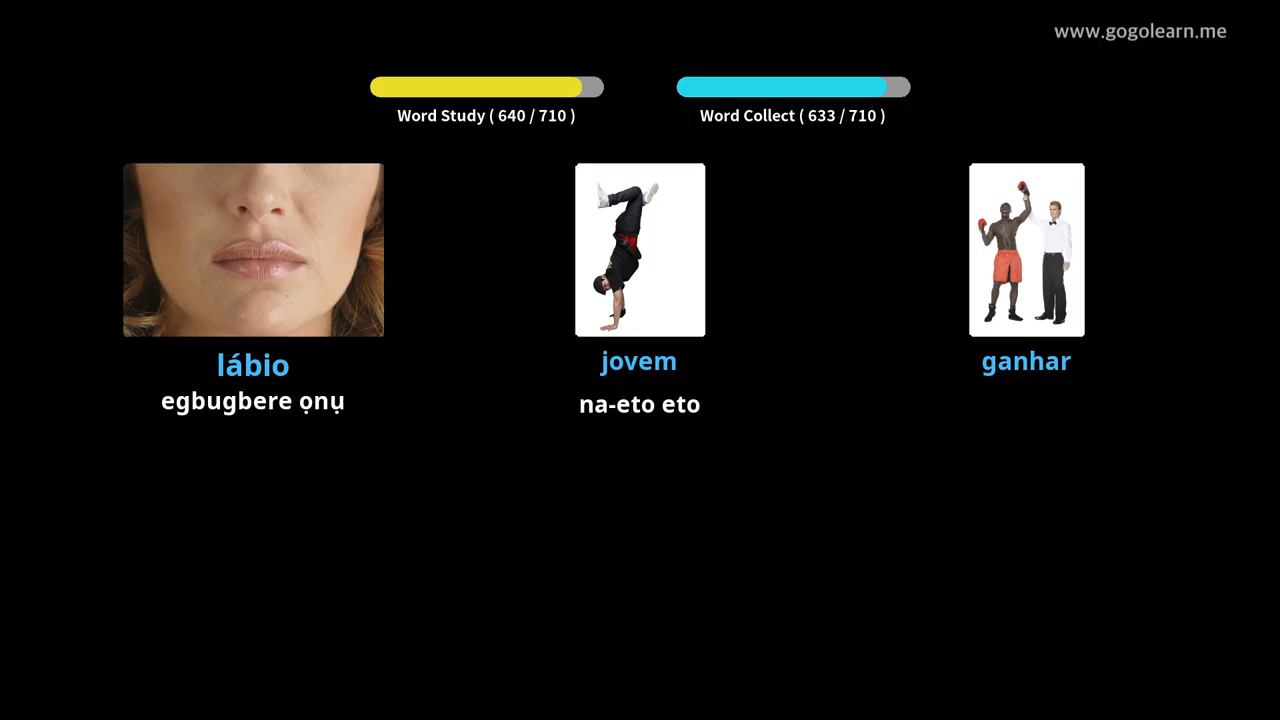 www.gogolearn.me
Word Study ( 640 / 710 )
Word Collect ( 633 / 710 )
lábio
egbugbere ọnụ
jovem
na-eto eto
ganhar